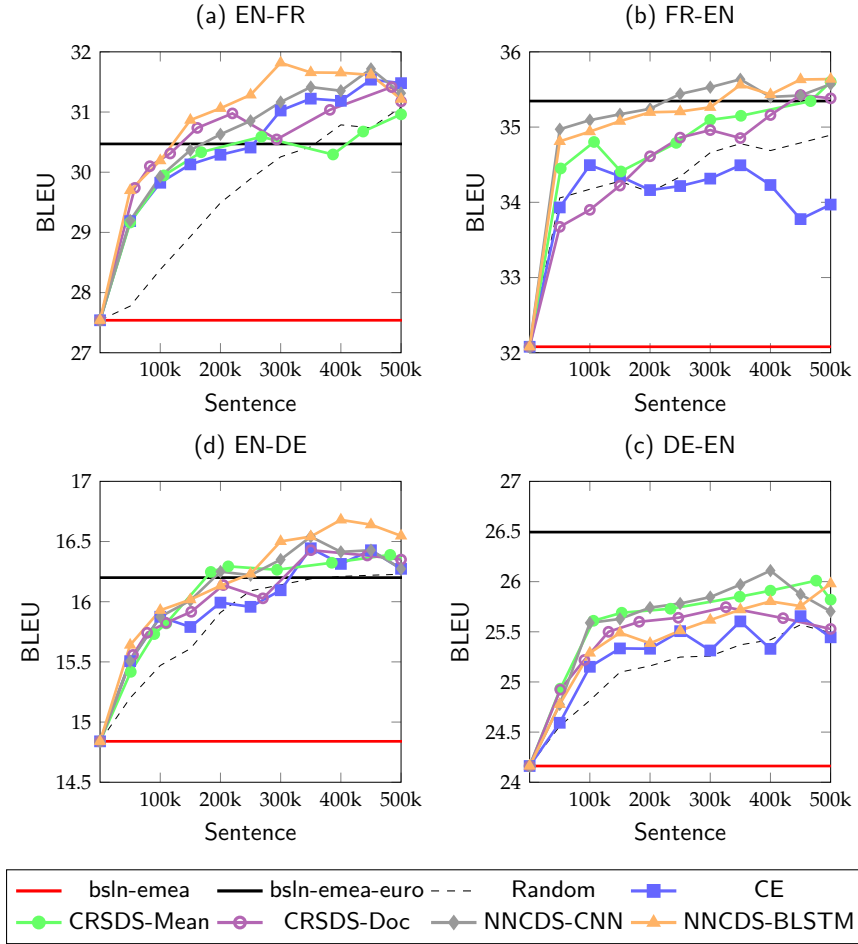 (a) EN-FR
32
31
30
29
28
27
BLEU
100k 200k 300k 400k 500k
Sentence
(b) FR-EN
36
35
34
33
32
BLEU
100k 200k 300k 400k 500k
Sentence
(d) EN-DE
17
16.5
16
15.5
15
14.5
BLEU
100k 200k 300k 400k 500k
Sentence
(c) DE-EN
27
26.5
26
25.5
25
24.5
24
BLEU
100k 200k 300k 400k 500k
Sentence
bsln-emea bsln-emea-euro Random CE
CRSDS-Mean CRSDS-Doc NNCDS-CNN NNCDS-BLSTM